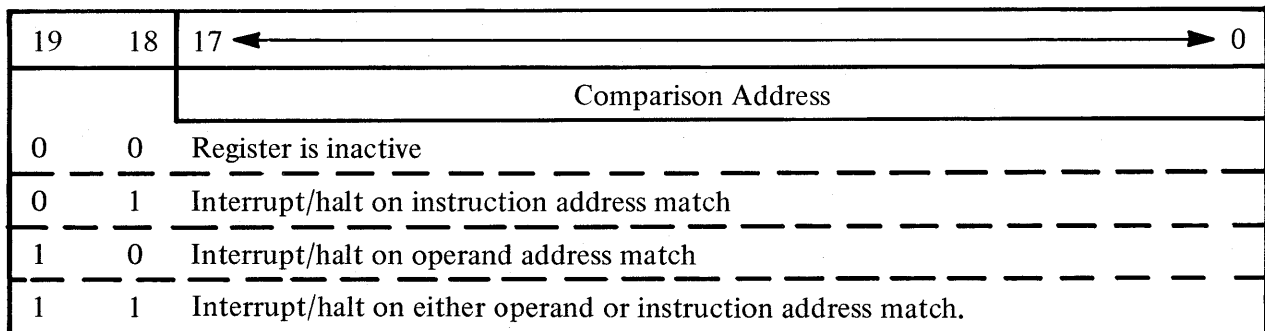 19 18 17 0
Comparison Address
0 0 Register is inactive
0 1 Interrupt/halt on instruction address match
1 0 Interrupt/halt on operand address match
1 1 Interrupt/halt on either operand or instruction address match.